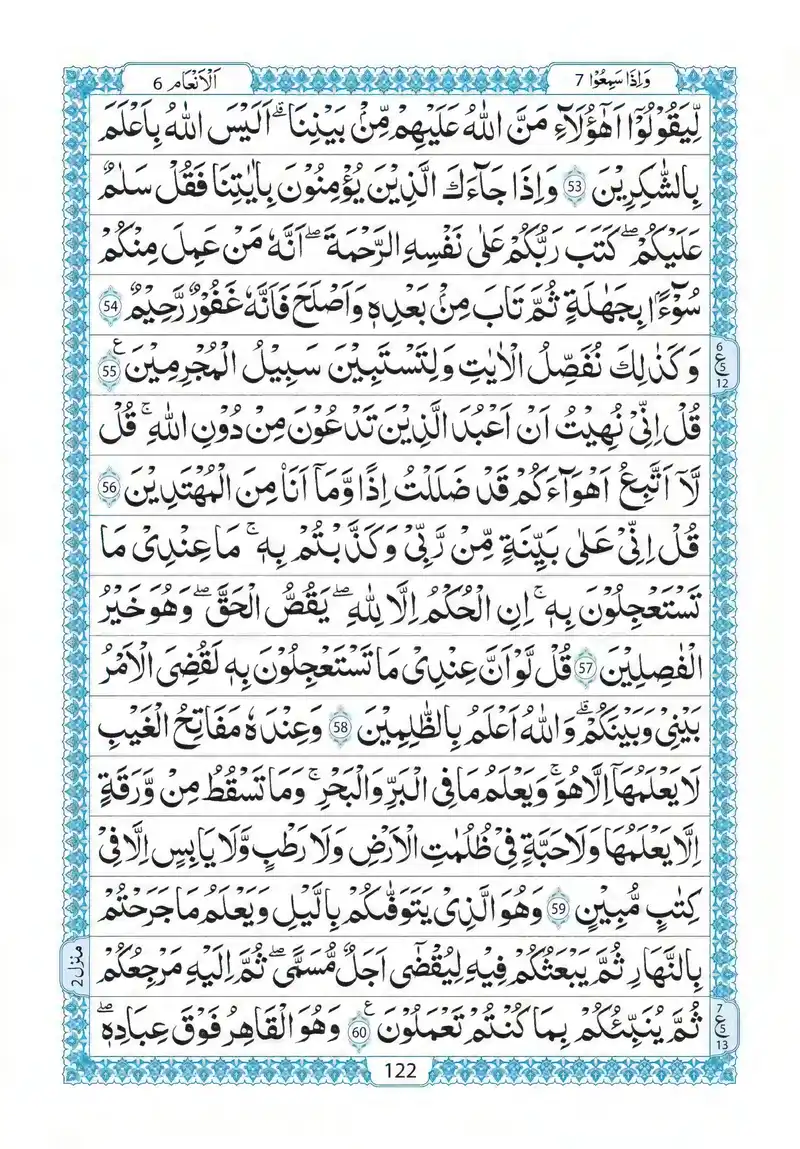 وَاِذَا سَمِعُوْا 7
اَلْاَنْعَام 6
لِّيَقُوْلُوْٓا اَهٰٓؤُلَآءِ مَنَّ اللّٰهُ عَلَيْهِمْ مِّنْۢ بَيْنِنَا ؕ اَلَيْسَ اللّٰهُ بِاَعْلَمَ
بِالشّٰكِرِيْنَ 53 وَاِذَا جَآءَكَ الَّذِيْنَ يُؤْمِنُوْنَ بِاٰيٰتِنَا فَقُلْ سَلٰمٌ
عَلَيْكُمْ ۖ كَتَبَ رَبُّكُمْ عَلٰى نَفْسِهِ الرَّحْمَةَ ۖ اَنَّهٗ مَنْ عَمِلَ مِنْكُمْ
سُوْٓءًۢا بِجَهٰلَةٍ ثُمَّ تَابَ مِنْۢ بَعْدِهٖ وَاَصْلَحَ فَاَنَّهٗ غَفُوْرٌ رَّحِيْمٌ 54
وَكَذٰلِكَ نُفَصِّلُ الْاٰيٰتِ وَلِتَسْتَبِيْنَ سَبِيْلُ الْمُجْرِمِيْنَ 55 ع
6
ع 5
12
قُلْ اِنِّىْ نُهِيْتُ اَنْ اَعْبُدَ الَّذِيْنَ تَدْعُوْنَ مِنْ دُوْنِ اللّٰهِ ۚ قُلْ
لَّآ اَتَّبِعُ اَهْوَآءَكُمْ قَدْ ضَلَلْتُ اِذًا وَّمَآ اَنَا۠ مِنَ الْمُهْتَدِيْنَ 56
قُلْ اِنِّىْ عَلٰى بَيِّنَةٍ مِّنْ رَّبِّىْ وَكَذَّبْتُمْ بِهٖ ۚ مَا عِنْدِىْ مَا
تَسْتَعْجِلُوْنَ بِهٖ ۚ اِنِ الْحُكْمُ اِلَّا لِلّٰهِ ۖ يَقُصُّ الْحَقَّ ۖ وَهُوَ خَيْرُ
الْفٰصِلِيْنَ 57 قُلْ لَّوْ اَنَّ عِنْدِىْ مَا تَسْتَعْجِلُوْنَ بِهٖ لَقُضِىَ الْاَمْرُ
بَيْنِىْ وَبَيْنَكُمْ ۗ وَاللّٰهُ اَعْلَمُ بِالظّٰلِمِيْنَ 58 وَعِنْدَهٗ مَفَاتِحُ الْغَيْبِ
لَا يَعْلَمُهَآ اِلَّا هُوَ ۚ وَيَعْلَمُ مَا فِى الْبَرِّ وَالْبَحْرِ ۚ وَمَا تَسْقُطُ مِنْ وَّرَقَةٍ
اِلَّا يَعْلَمُهَا وَلَا حَبَّةٍ فِىْ ظُلُمٰتِ الْاَرْضِ وَلَا رَطْبٍ وَّلَا يَابِسٍ اِلَّا فِىْ
كِتٰبٍ مُّبِيْنٍ 59 وَهُوَ الَّذِىْ يَتَوَفّٰىكُمْ بِالَّيْلِ وَيَعْلَمُ مَا جَرَحْتُمْ
بِالنَّهَارِ ثُمَّ يَبْعَثُكُمْ فِيْهِ لِيُقْضٰٓى اَجَلٌ مُّسَمًّى ۖ ثُمَّ اِلَيْهِ مَرْجِعُكُمْ
منزل 2
ثُمَّ يُنَبِّئُكُمْ بِمَا كُنْتُمْ تَعْمَلُوْنَ 60 ع وَهُوَ الْقَاهِرُ فَوْقَ عِبَادِهٖ ۖ
7
ع 5
13
122